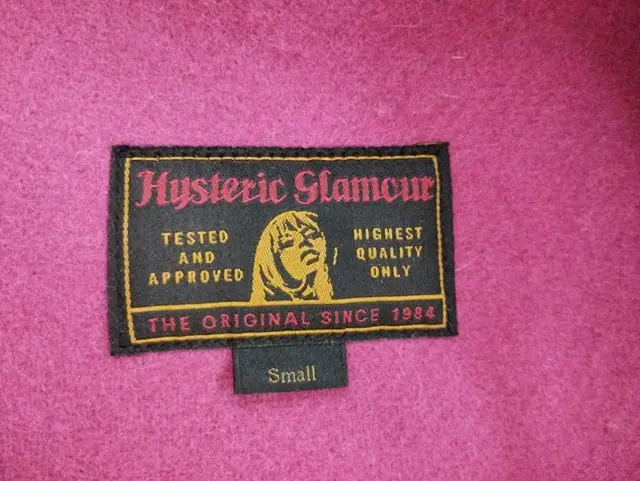 Hysteric Glamour
TESTED
AND
APPROVED
HIGHEST
QUALITY
ONLY
THE ORIGINAL SINCE 1984
Small